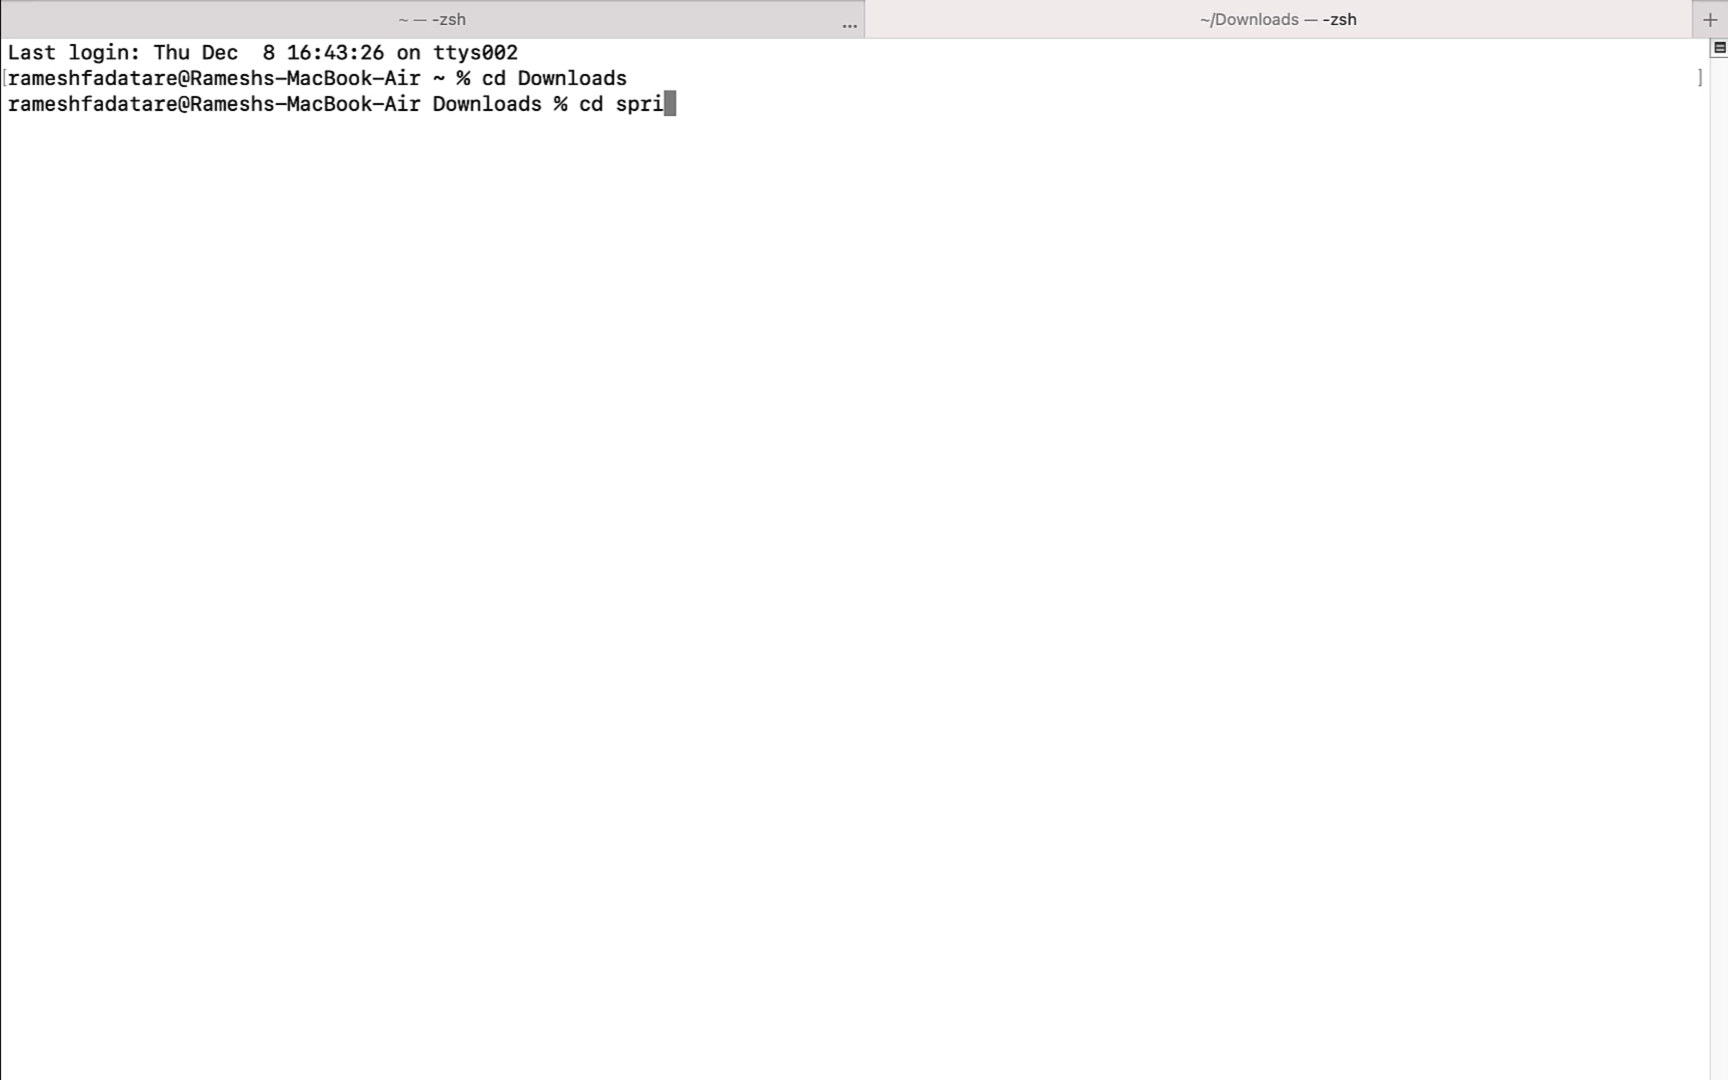 ~ — -zsh
...
~/Downloads — -zsh
+
Last login: Thu Dec  8 16:43:26 on ttys002
[rameshfadatare@Rameshs-MacBook-Air ~ % cd Downloads ]
rameshfadatare@Rameshs-MacBook-Air Downloads % cd spri